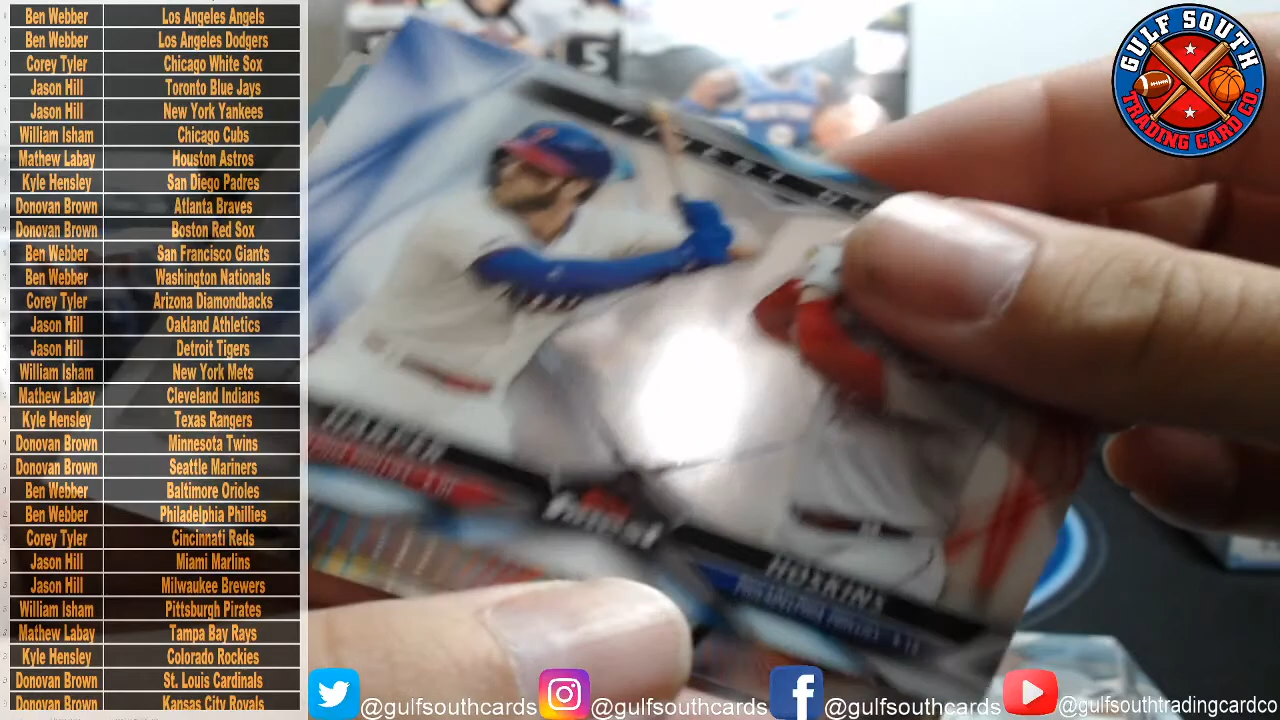 Ben Webber Los Angeles Angels
Ben Webber Los Angeles Dodgers
Corey Tyler Chicago White Sox
Jason Hill Toronto Blue Jays
Jason Hill New York Yankees
William Isham Chicago Cubs
Mathew Labay Houston Astros
Kyle Hensley San Diego Padres
Donovan Brown Atlanta Braves
Donovan Brown Boston Red Sox
Ben Webber San Francisco Giants
Ben Webber Washington Nationals
Corey Tyler Arizona Diamondbacks
Jason Hill Oakland Athletics
Jason Hill Detroit Tigers
William Isham New York Mets
Mathew Labay Cleveland Indians
Kyle Hensley Texas Rangers
Donovan Brown Minnesota Twins
Donovan Brown Seattle Mariners
Ben Webber Baltimore Orioles
Ben Webber Philadelphia Phillies
Corey Tyler Cincinnati Reds
Jason Hill Miami Marlins
Jason Hill Milwaukee Brewers
William Isham Pittsburgh Pirates
Mathew Labay Tampa Bay Rays
Kyle Hensley Colorado Rockies
Donovan Brown St. Louis Cardinals
Donovan Brown Kansas City Royals
GULF SOUTH
TRADING CARD CO.
S
HARPER
finest
HOSKINS
@gulfsouthcards @gulfsouthcards @gulfsouthcards @gulfsouthtradingcardco